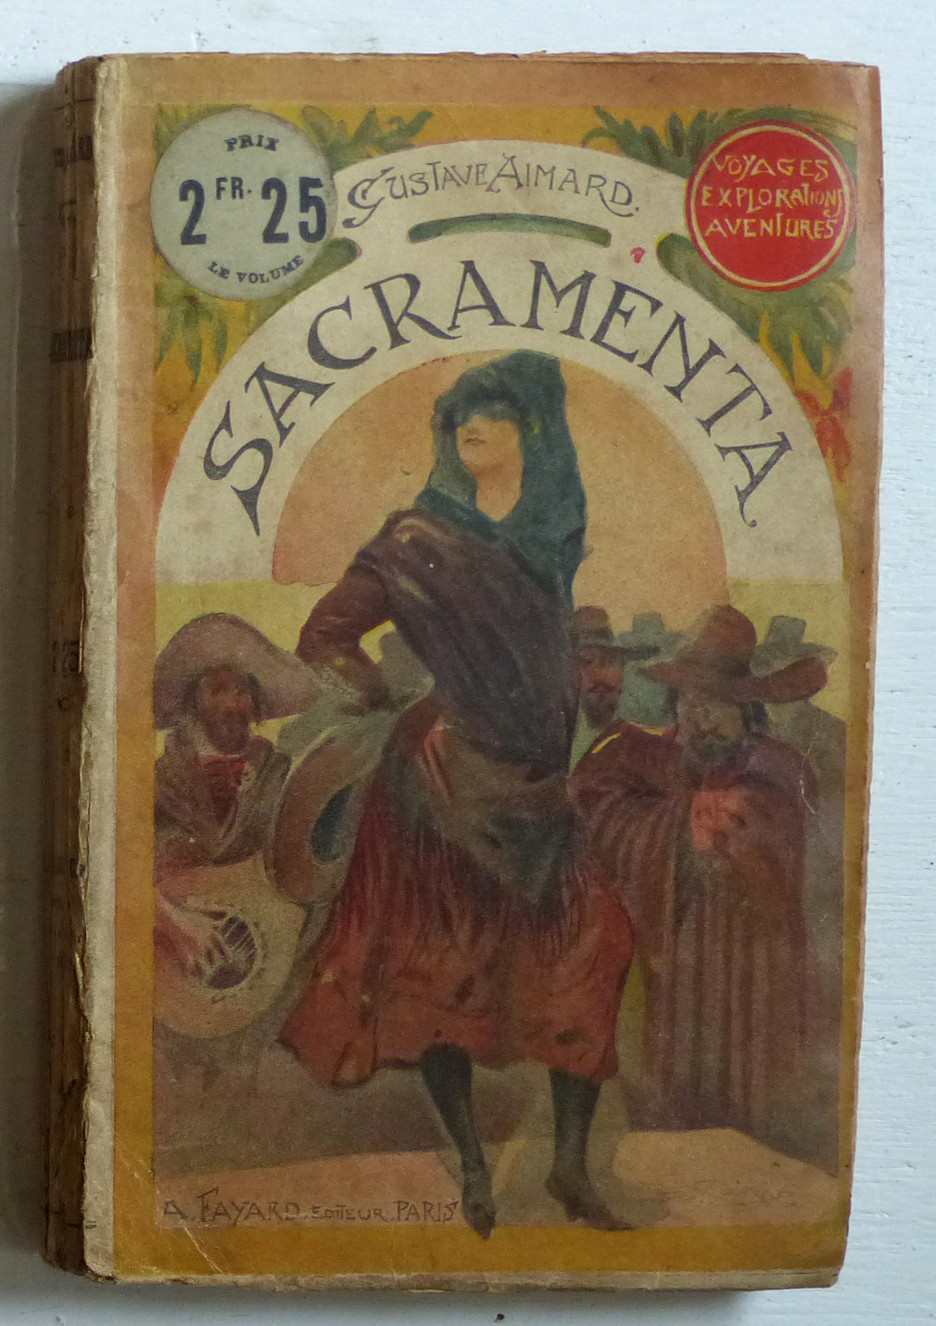 PRIX
2 FR. 25
LE VOLUME
GUSTAVE AIMARD.
VOYAGES
EXPLORATIONS
AVENTURES
SACRAMENTA
A. FAYARD. EDITEUR. PARIS